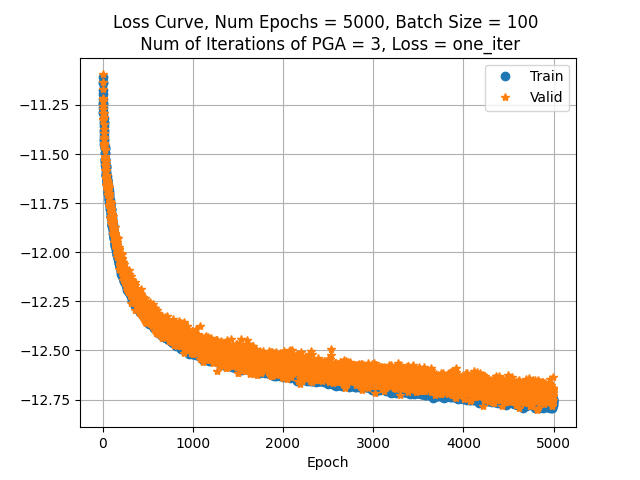 Loss Curve, Num Epochs = 5000, Batch Size = 100
Num of Iterations of PGA = 3, Loss = one_iter
Train
Valid
−11.25
−11.50
−11.75
−12.00
−12.25
−12.50
−12.75
0 1000 2000 3000 4000 5000
Epoch